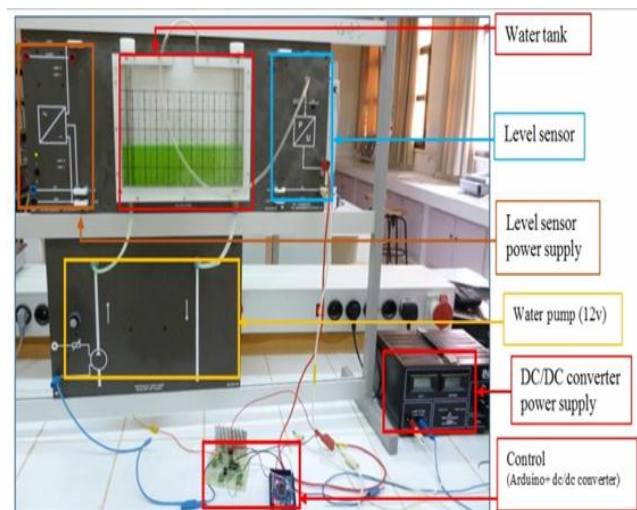 Water tank
Level sensor
Level sensor
power supply
Water pump (12v)
DC/DC converter
power supply
Control
(Arduino+ dc/dc converter)